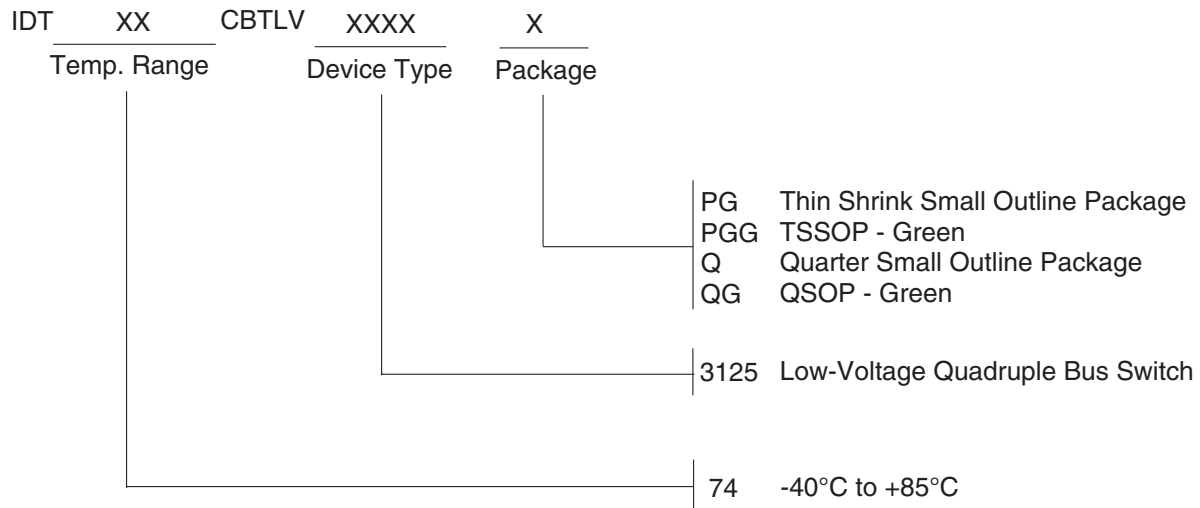 IDT XX CBTLV XXXX X
Temp. Range Device Type Package
PG Thin Shrink Small Outline Package
PGG TSSOP - Green
Q Quarter Small Outline Package
QG QSOP - Green
3125 Low-Voltage Quadruple Bus Switch
74 -40°C to +85°C